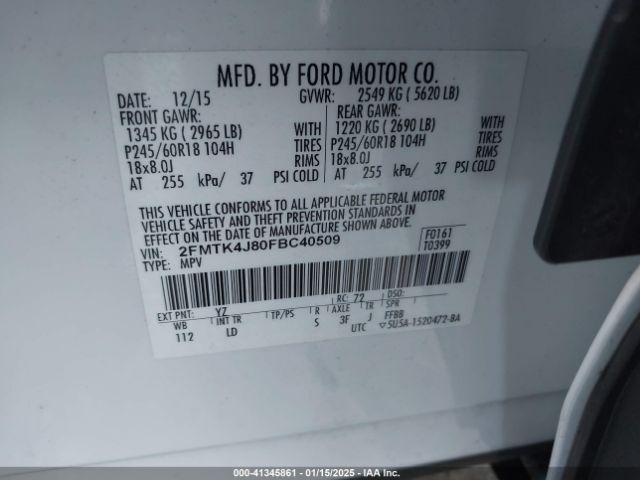 MFD. BY FORD MOTOR CO.
DATE: 12/15 GVWR: 2549 KG ( 5620 LB)
FRONT GAWR: REAR GAWR:
1345 KG ( 2965 LB) WITH 1220 KG ( 2690 LB) WITH
P245/60R18 104H TIRES P245/60R18 104H TIRES
18x8.0J RIMS 18x8.0J RIMS
AT 255 kPa/ 37 PSI COLD AT 255 kPa/ 37 PSI COLD
THIS VEHICLE CONFORMS TO ALL APPLICABLE FEDERAL MOTOR
VEHICLE SAFETY AND THEFT PREVENTION STANDARDS IN
EFFECT ON THE DATE OF MANUFACTURE SHOWN ABOVE.
VIN: 2FMTK4J80FBC40509 F0161
TYPE: MPV T0399
EXT PNT: YZ RC: 72 DSO:
WB INT TR TP/PS R AXLE TR SPR
112 LD S 3F J FFBB
UTC ▽5U5A-1520472-BA
000-41345861 - 01/15/2025 - IAA Inc.